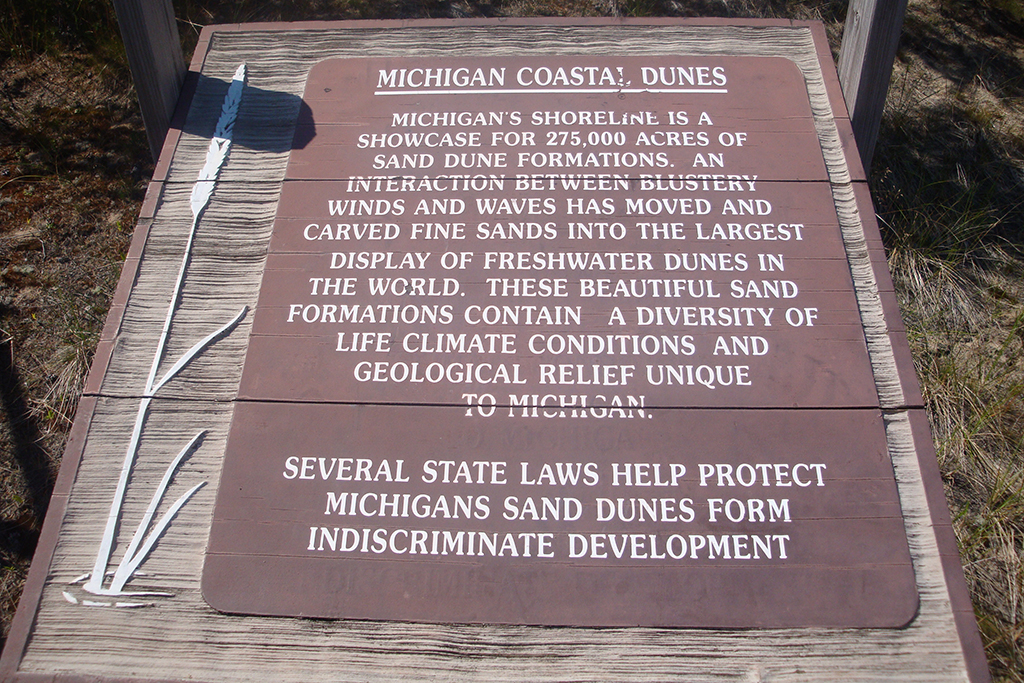 MICHIGAN COASTAL DUNES
MICHIGAN'S SHORELINE IS A
SHOWCASE FOR 275,000 ACRES OF
SAND DUNE FORMATIONS. AN
INTERACTION BETWEEN BLUSTERY
WINDS AND WAVES HAS MOVED AND
CARVED FINE SANDS INTO THE LARGEST
DISPLAY OF FRESHWATER DUNES IN
THE WORLD. THESE BEAUTIFUL SAND
FORMATIONS CONTAIN A DIVERSITY OF
LIFE CLIMATE CONDITIONS AND
GEOLOGICAL RELIEF UNIQUE
TO MICHIGAN.
SEVERAL STATE LAWS HELP PROTECT
MICHIGANS SAND DUNES FORM
INDISCRIMINATE DEVELOPMENT